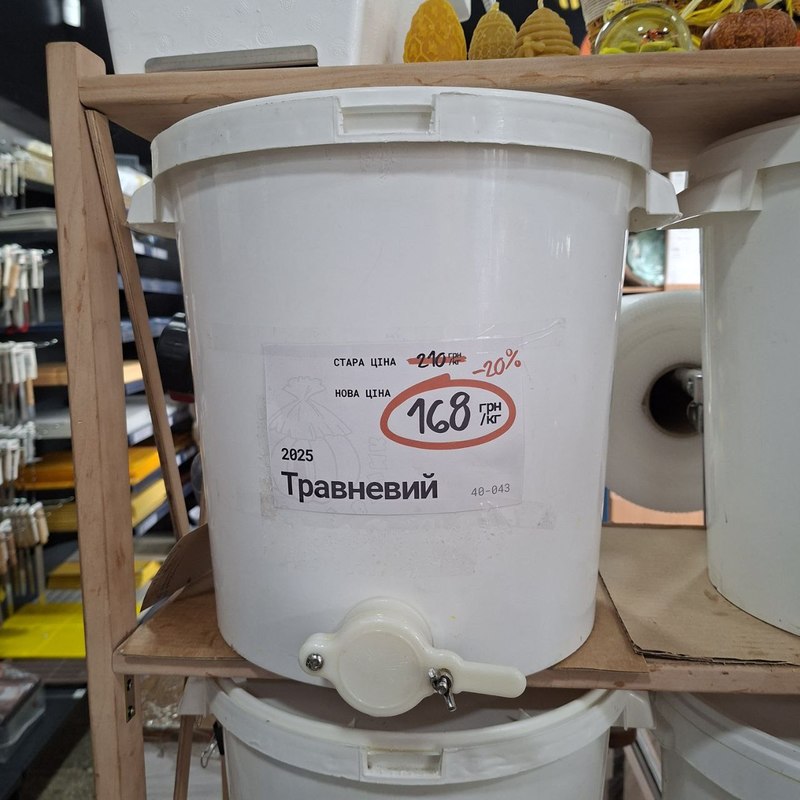 СТАРА ЦІНА 210 грн/кг -20%
НОВА ЦІНА 168 грн/кг
2025
Травневий 40-043